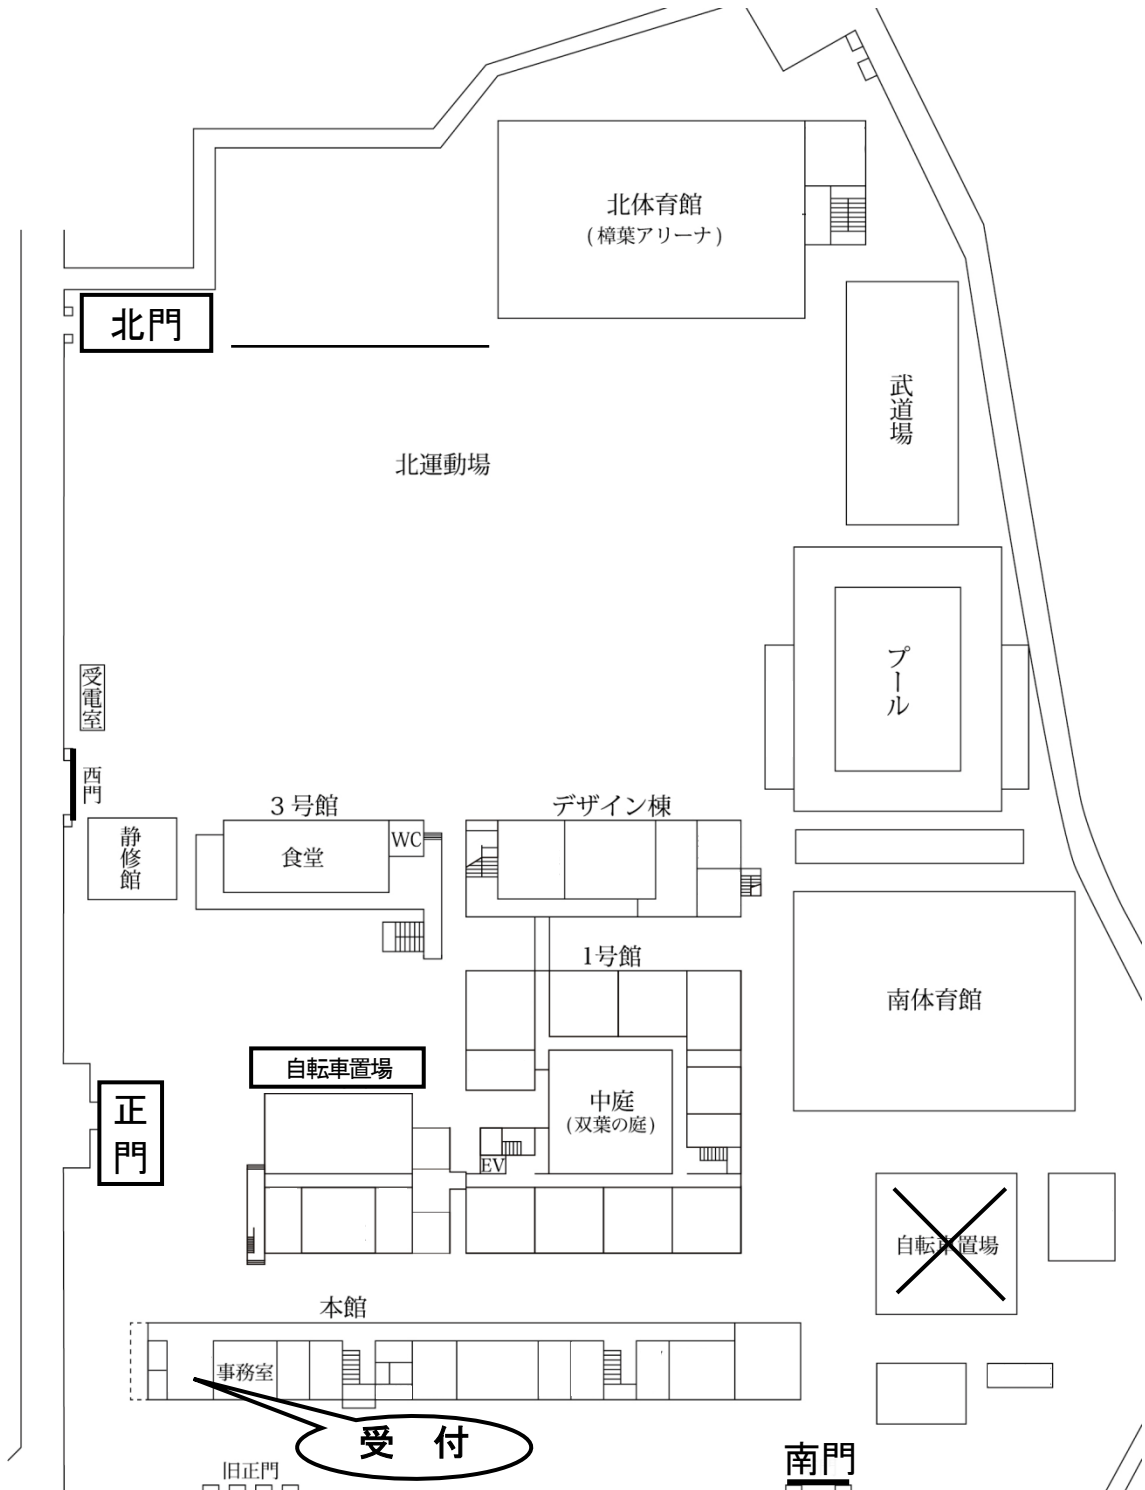 北体育館
(樟葉アリーナ)
北門
武道場
北運動場
プール
受電室
西門
3号館
デザイン棟
静修館
食堂
WC
1号館
南体育館
自転車置場
正門
中庭
(双葉の庭)
EV
自転車置場
本館
事務室
受 付
旧正門
南門